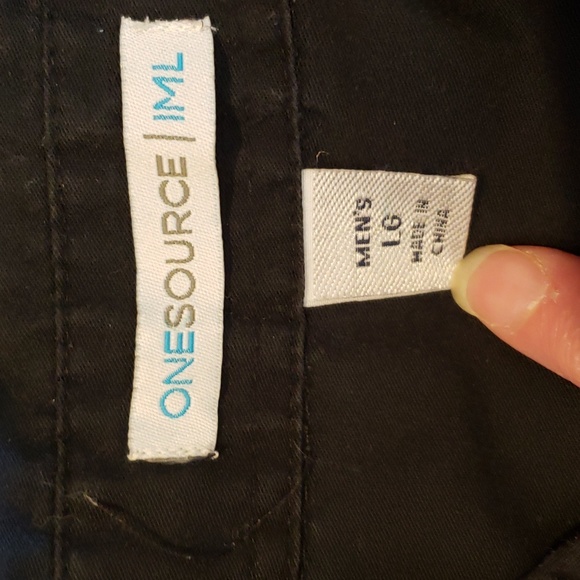 ONESOURCE | IML
MEN'S
LG
MADE IN
CHINA